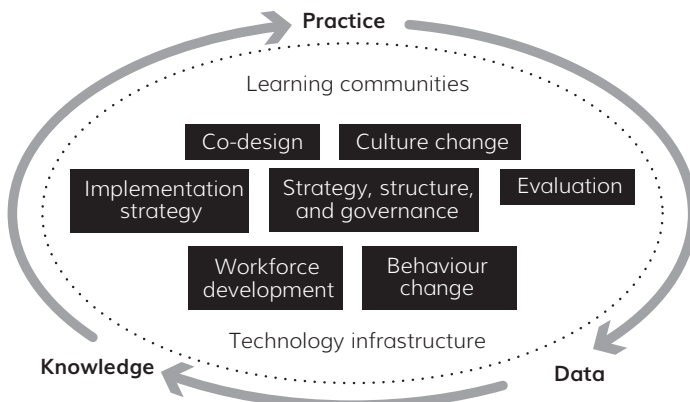 Practice
Learning communities
Co-design
Culture change
Implementation
strategy
Strategy, structure,
and governance
Evaluation
Workforce
development
Behaviour
change
Technology infrastructure
Knowledge
Data